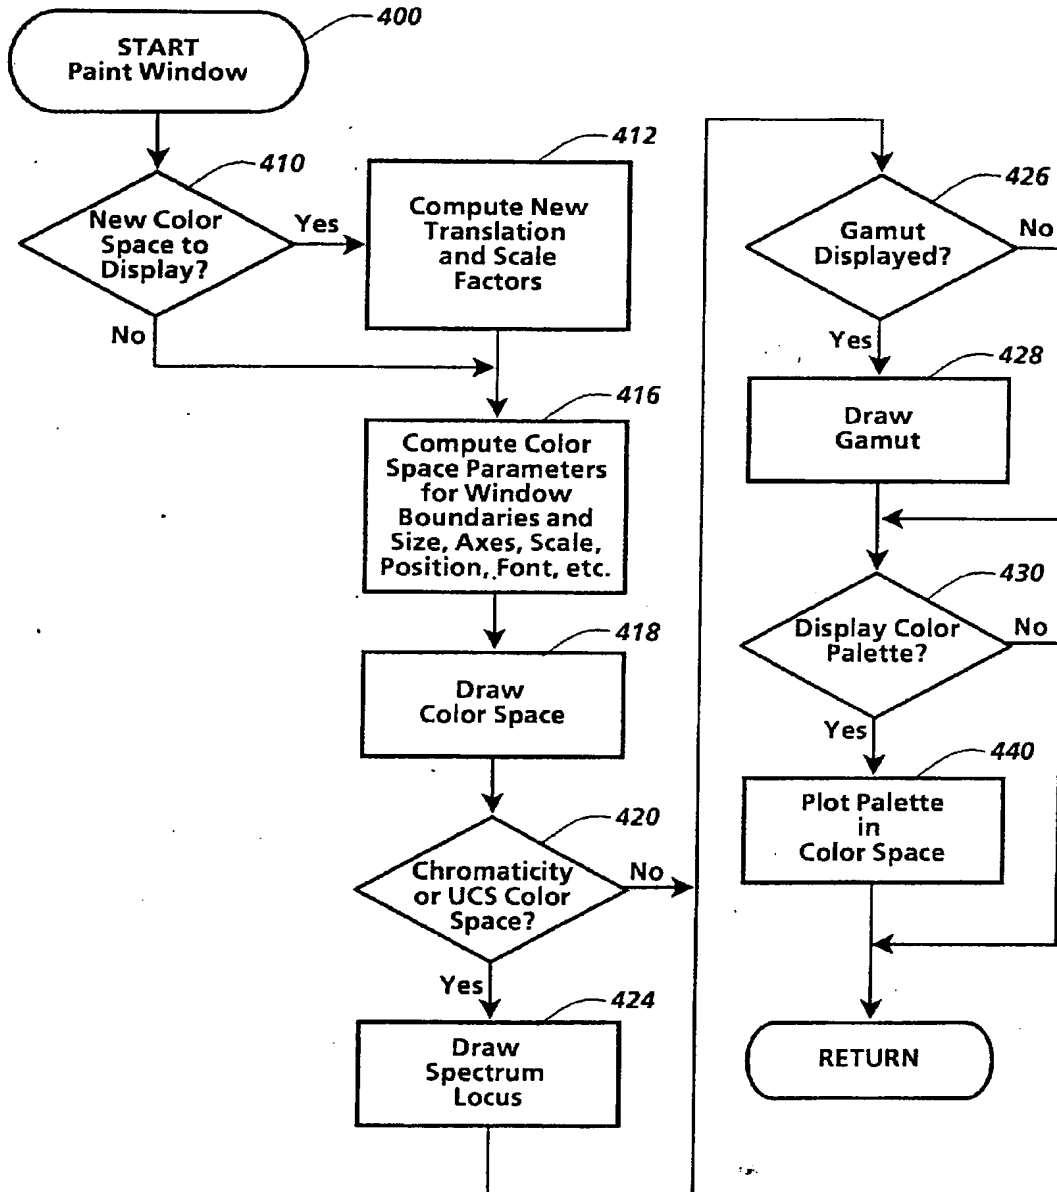 400
START
Paint Window
410
New Color
Space to
Display?
Yes
No
412
Compute New
Translation
and Scale
Factors
416
Compute Color
Space Parameters
for Window
Boundaries and
Size, Axes, Scale,
Position, Font, etc.
418
Draw
Color Space
420
Chromaticity
or UCS Color
Space?
No
Yes
424
Draw
Spectrum
Locus
426
Gamut
Displayed?
No
Yes
428
Draw
Gamut
430
Display Color
Palette?
No
Yes
440
Plot Palette
in
Color Space
RETURN